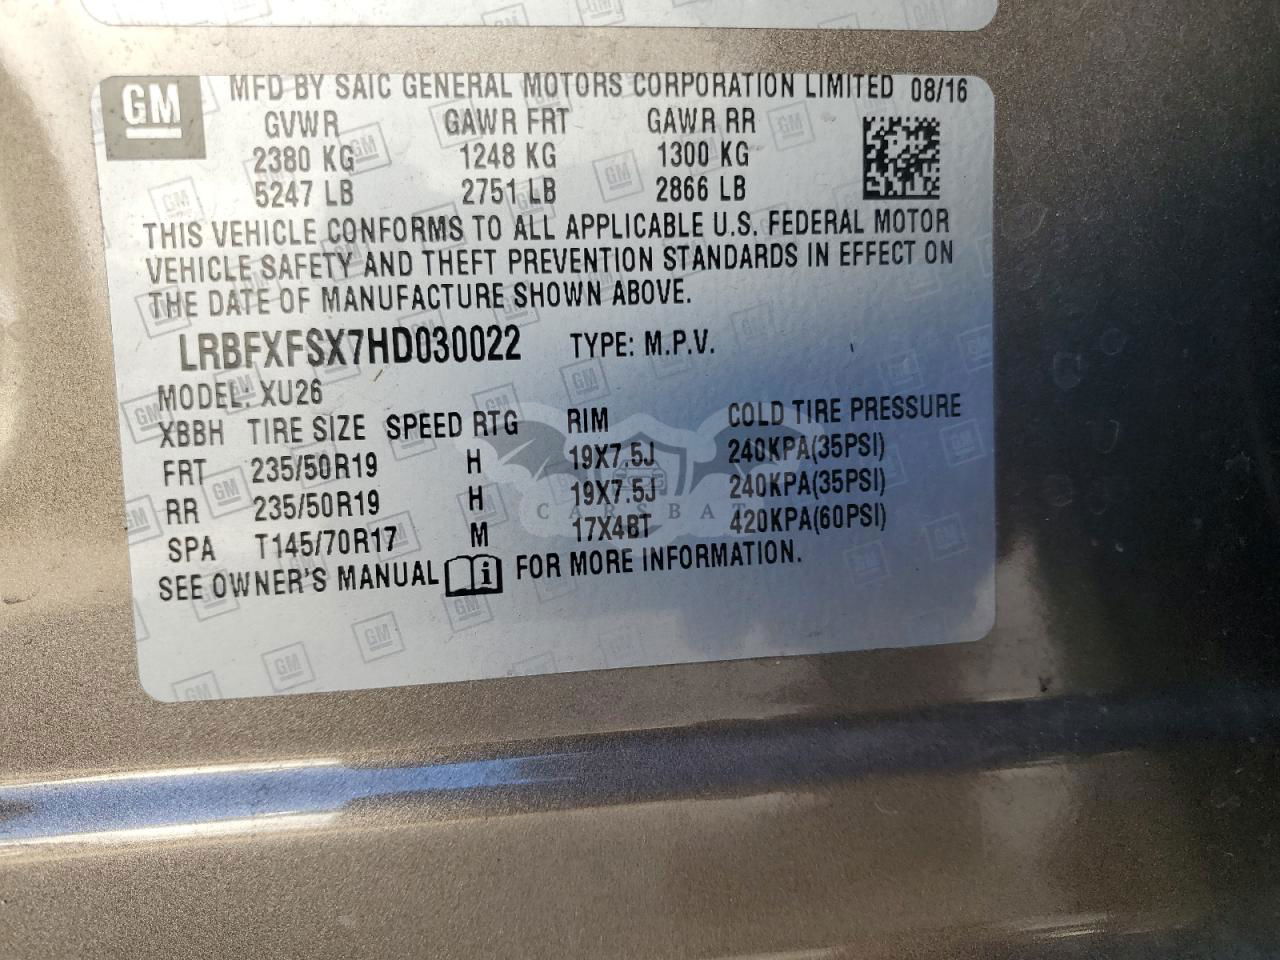 GM MFD BY SAIC GENERAL MOTORS CORPORATION LIMITED 08/16
GVWR GAWR FRT GAWR RR
2380 KG 1248 KG 1300 KG
5247 LB 2751 LB 2866 LB
THIS VEHICLE CONFORMS TO ALL APPLICABLE U.S. FEDERAL MOTOR
VEHICLE SAFETY AND THEFT PREVENTION STANDARDS IN EFFECT ON
THE DATE OF MANUFACTURE SHOWN ABOVE.
LRBFXFSX7HD030022 TYPE: M.P.V.
MODEL: XU26
XBBH TIRE SIZE SPEED RTG RIM COLD TIRE PRESSURE
FRT 235/50R19 H 19X7.5J 240KPA(35PSI)
RR 235/50R19 H 19X7.5J 240KPA(35PSI)
SPA T145/70R17 M 17X4BT 420KPA(60PSI)
SEE OWNER'S MANUAL FOR MORE INFORMATION.
CARSBAT